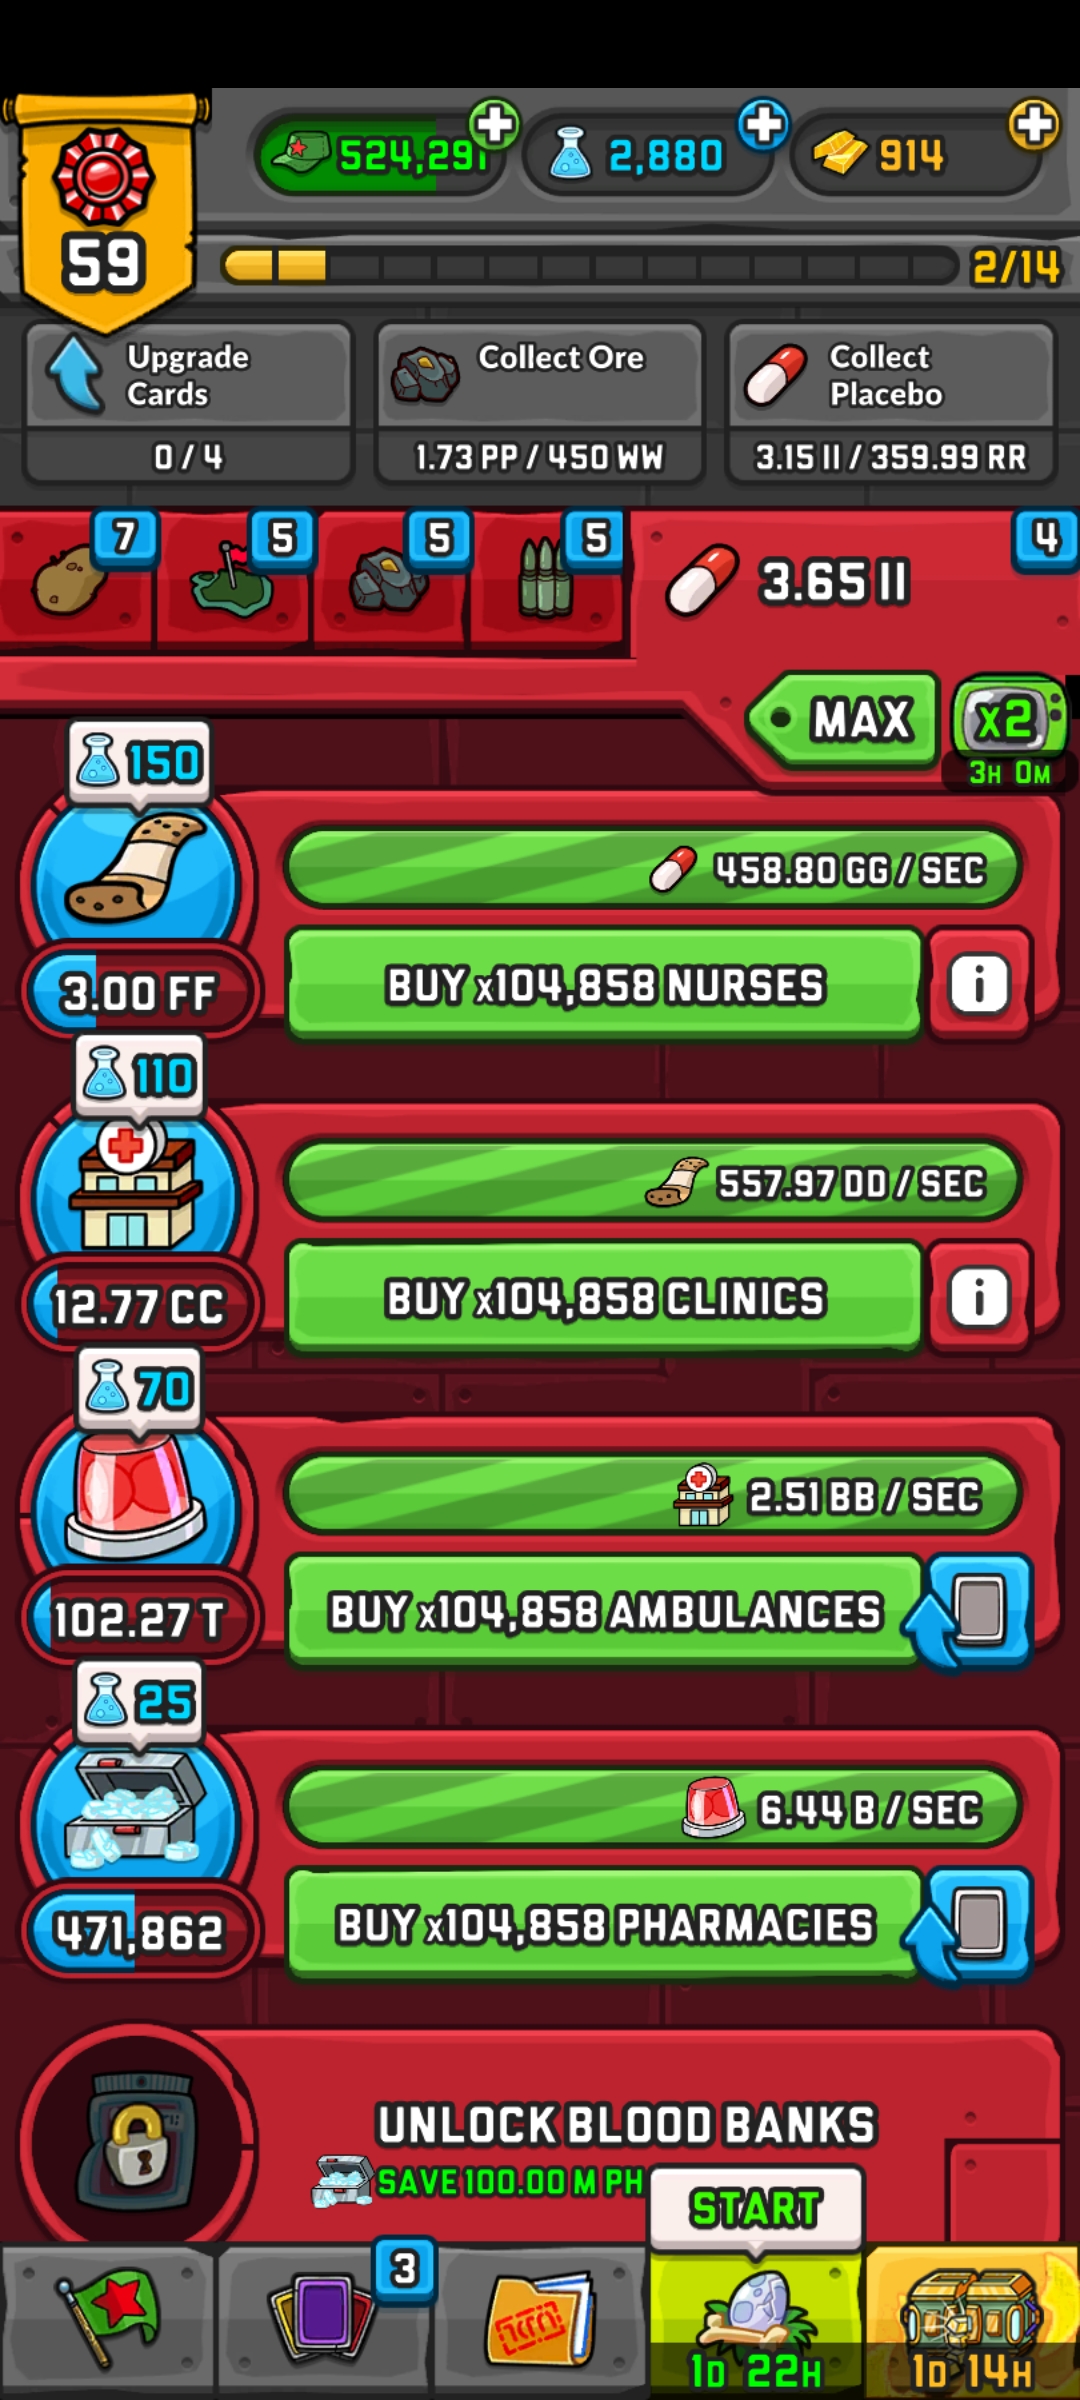 59
524,291
2,880
914
2/14
Upgrade
Cards
0 / 4
Collect Ore
1.73 PP / 450 WW
Collect
Placebo
3.15 II / 359.99 RR
7
5
5
5
3.65 II
4
MAX
x2
3H 0M
150
458.80 GG / SEC
3.00 FF
BUY x104,858 NURSES
i
110
557.97 DD / SEC
12.77 CC
BUY x104,858 CLINICS
i
70
2.51 BB / SEC
102.27 T
BUY x104,858 AMBULANCES
25
6.44 B / SEC
471,862
BUY x104,858 PHARMACIES
UNLOCK BLOOD BANKS
SAVE 100.00 M PH
START
3
1D 22H
1D 14H